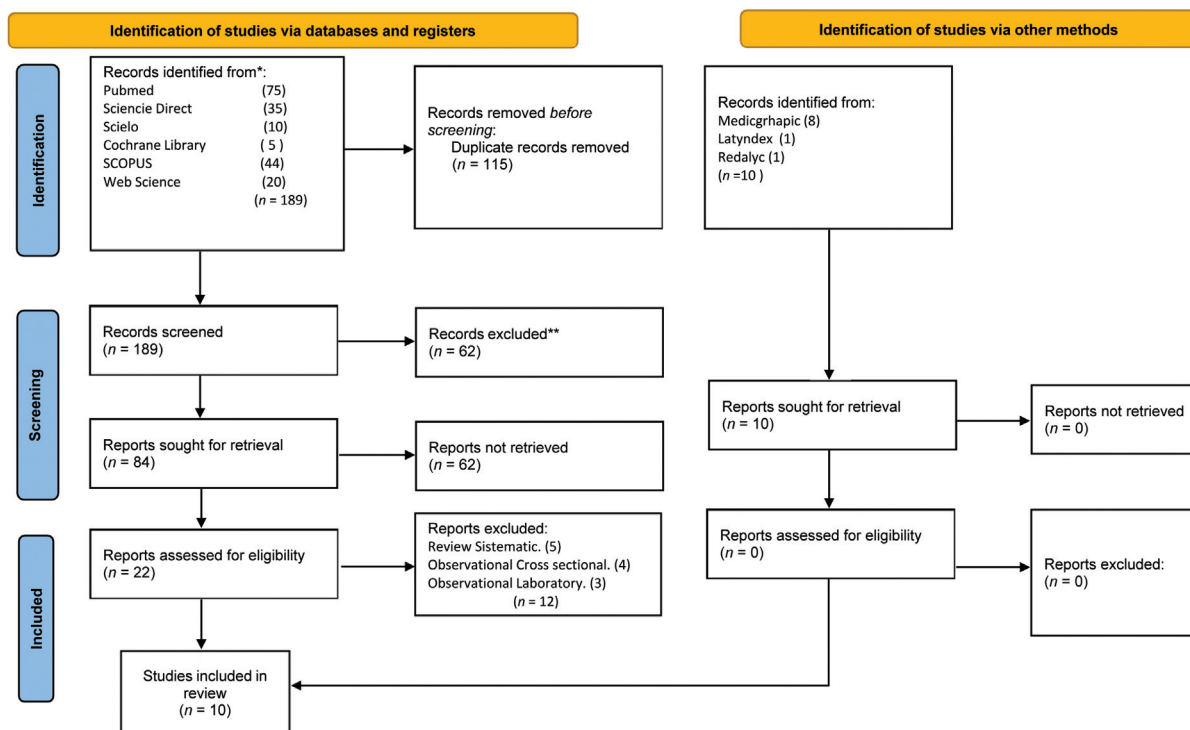 Identification of studies via databases and registers
Identification of studies via other methods
Identification
Records identified from*:
Pubmed (75)
Sciencie Direct (35)
Scielo (10)
Cochrane Library ( 5 )
SCOPUS (44)
Web Science (20)
(n = 189)
Records removed before
screening:
Duplicate records removed
(n = 115)
Records identified from:
Medicgrhapic (8)
Latyndex (1)
Redalyc (1)
(n =10 )
Screening
Records screened
(n = 189)
Records excluded**
(n = 62)
Reports sought for retrieval
(n = 84)
Reports not retrieved
(n = 62)
Reports sought for retrieval
(n = 10)
Reports not retrieved
(n = 0)
Included
Reports assessed for eligibility
(n = 22)
Reports excluded:
Review Sistematic. (5)
Observational Cross sectional. (4)
Observational Laboratory. (3)
(n = 12)
Reports assessed for eligibility
(n = 0)
Reports excluded:
(n = 0)
Studies included in
review
(n = 10)